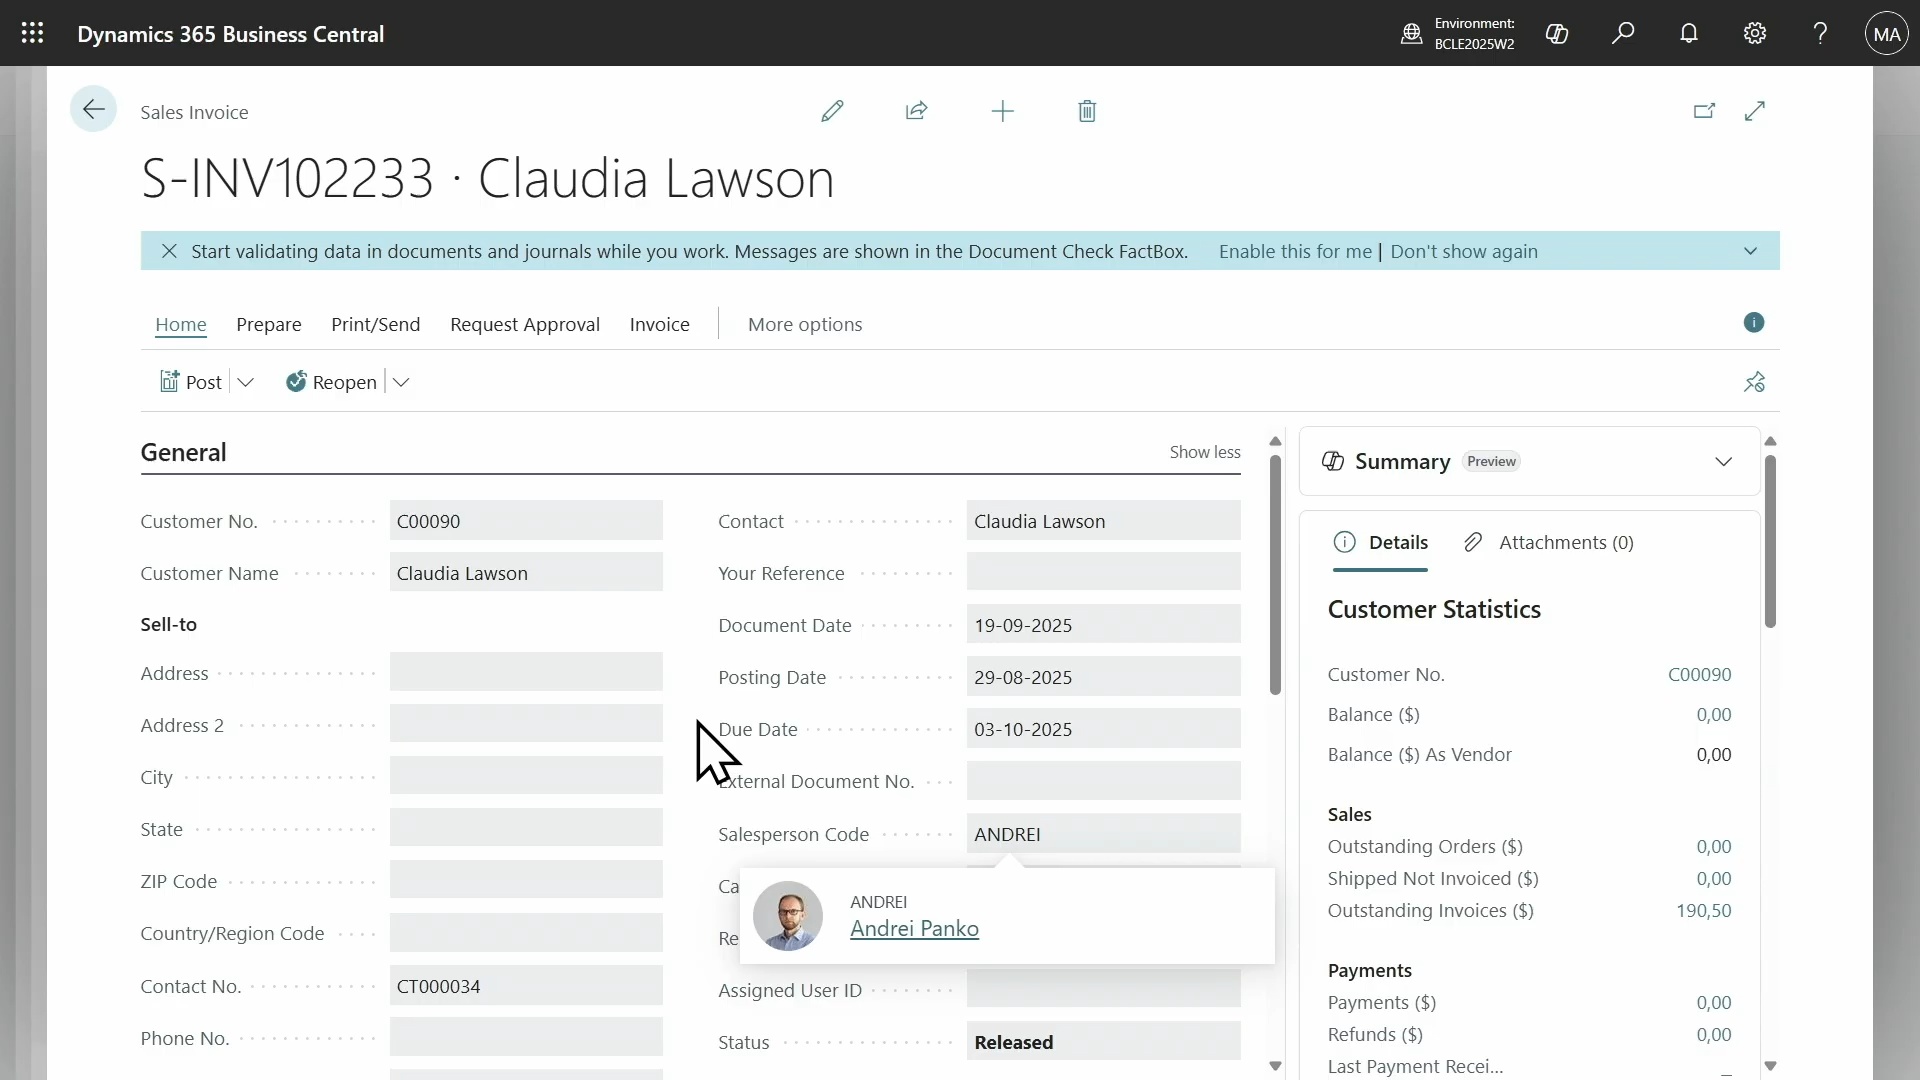 Dynamics 365 Business Central
Environment:
BCLE2025W2
?
MA
Sales Invoice
S-INV102233 · Claudia Lawson
Start validating data in documents and journals while you work. Messages are shown in the Document Check FactBox. Enable this for me | Don't show again
Home Prepare Print/Send Request Approval Invoice More options
Post Reopen
General
Show less
Customer No. C00090
Customer Name Claudia Lawson
Sell-to
Address
Address 2
City
State
ZIP Code
Country/Region Code
Contact No. CT000034
Phone No.
Contact Claudia Lawson
Your Reference
Document Date 19-09-2025
Posting Date 29-08-2025
Due Date 03-10-2025
External Document No.
Salesperson Code ANDREI
Ca
ANDREI
Andrei Panko
Re
Assigned User ID
Status Released
Summary Preview
Details Attachments (0)
Customer Statistics
Customer No. C00090
Balance ($) 0,00
Balance ($) As Vendor 0,00
Sales
Outstanding Orders ($) 0,00
Shipped Not Invoiced ($) 0,00
Outstanding Invoices ($) 190,50
Payments
Payments ($) 0,00
Refunds ($) 0,00
Last Payment Recei... _